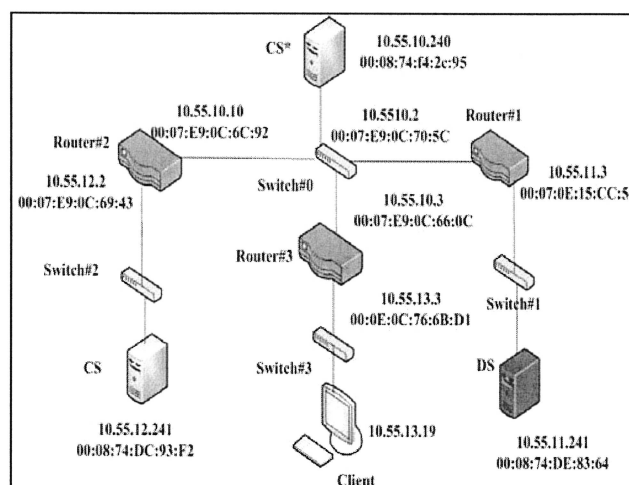 CS*
10.55.10.240
00:08:74:f4:2c:95
10.55.10.10
00:07:E9:0C:6C:92
10.5510.2
00:07:E9:0C:70:5C
Router#1
Router#2
10.55.12.2
00:07:E9:0C:69:43
Switch#0
10.55.11.3
00:07:0E:15:CC:5
10.55.10.3
00:07:E9:0C:66:0C
Router#3
Switch#2
Switch#1
10.55.13.3
00:0E:0C:76:6B:D1
CS
Switch#3
DS
10.55.12.241
00:08:74:DC:93:F2
10.55.13.19
Client
10.55.11.241
00:08:74:DE:83:64